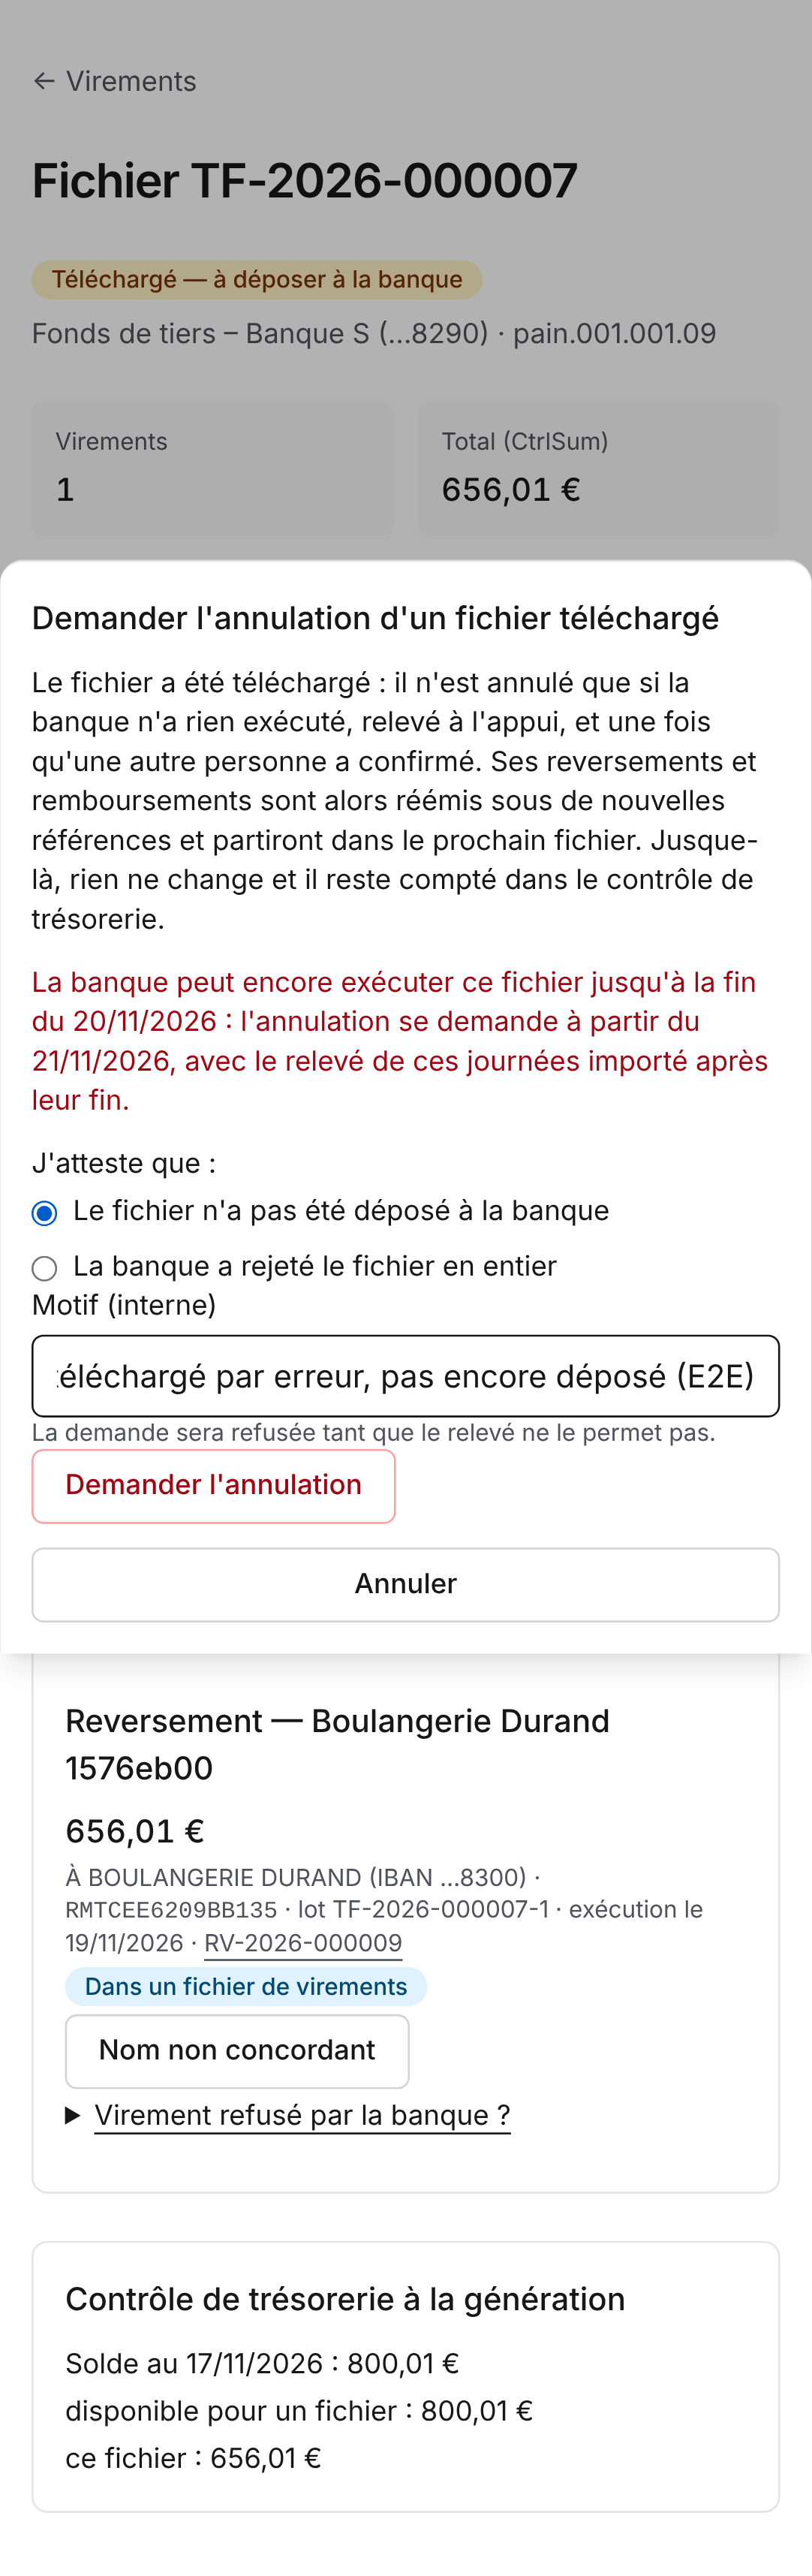 ← Virements
Fichier TF-2026-000007
Téléchargé — à déposer à la banque
Fonds de tiers – Banque S (…8290) · pain.001.001.09
Virements
1
Total (CtrlSum)
656,01 €
Demander l'annulation d'un fichier téléchargé
Le fichier a été téléchargé : il n'est annulé que si la
banque n'a rien exécuté, relevé à l'appui, et une fois
qu'une autre personne a confirmé. Ses reversements et
remboursements sont alors réémis sous de nouvelles
références et partiront dans le prochain fichier. Jusque-
là, rien ne change et il reste compté dans le contrôle de
trésorerie.
La banque peut encore exécuter ce fichier jusqu'à la fin
du 20/11/2026 : l'annulation se demande à partir du
21/11/2026, avec le relevé de ces journées importé après
leur fin.
J'atteste que :
Le fichier n'a pas été déposé à la banque
La banque a rejeté le fichier en entier
Motif (interne)
éléchargé par erreur, pas encore déposé (E2E)
La demande sera refusée tant que le relevé ne le permet pas.
Demander l'annulation
Annuler
Reversement — Boulangerie Durand
1576eb00
656,01 €
À BOULANGERIE DURAND (IBAN …8300) ·
RMTCEE6209BB135 · lot TF-2026-000007-1 · exécution le
19/11/2026 · RV-2026-000009
Dans un fichier de virements
Nom non concordant
▶ Virement refusé par la banque ?
Contrôle de trésorerie à la génération
Solde au 17/11/2026 : 800,01 €
disponible pour un fichier : 800,01 €
ce fichier : 656,01 €